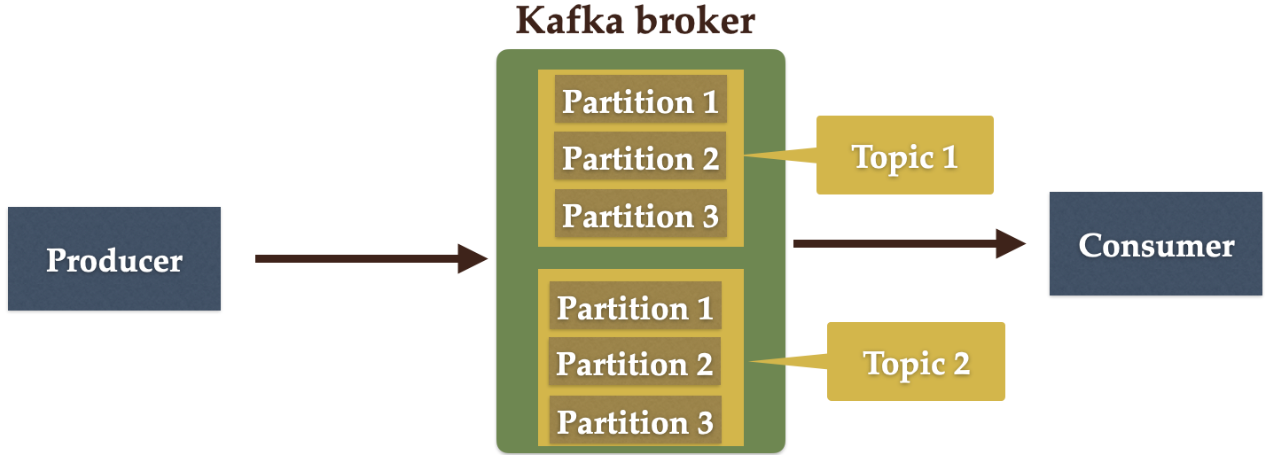 Kafka broker
Partition 1
Partition 2
Partition 3
Topic 1
Producer
Consumer
Partition 1
Partition 2
Partition 3
Topic 2